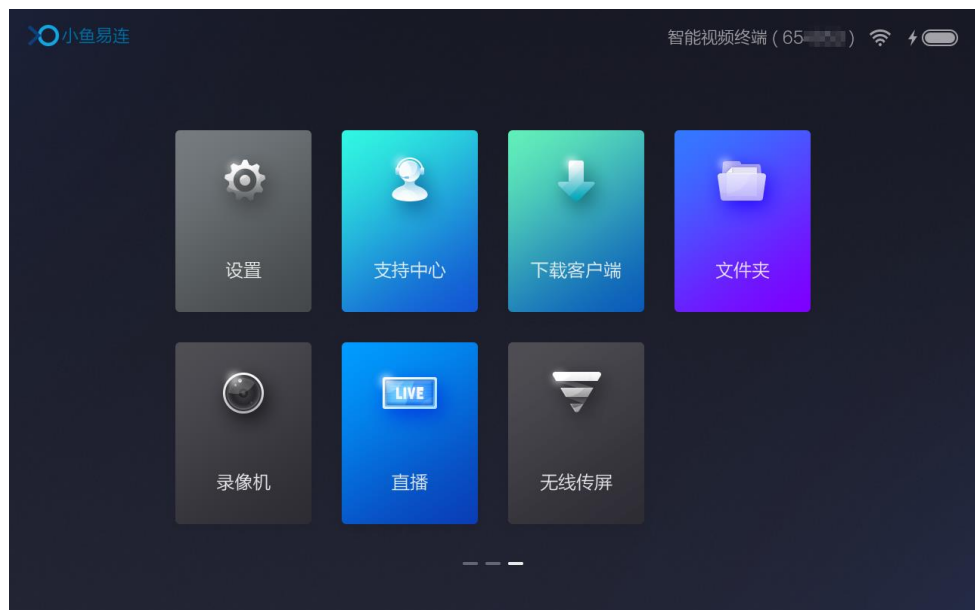 小鱼易连
智能视频终端 ( 65 )
设置
支持中心
下载客户端
文件夹
LIVE
录像机
直播
无线传屏